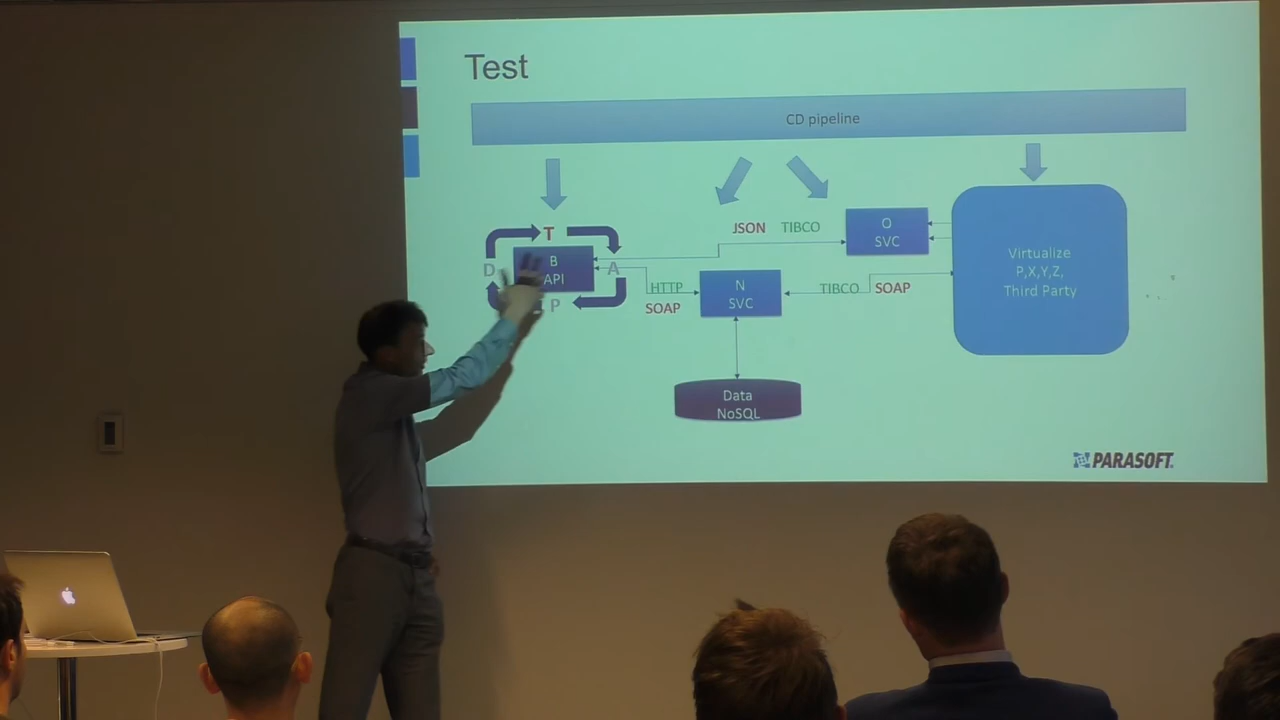 Test
CD pipeline
T
D
B
API
A
P
HTTP
SOAP
JSON TIBCO
O
SVC
N
SVC
TIBCO SOAP
Data
NoSQL
Virtualize
P,X,Y,Z,
Third Party
PARASOFT